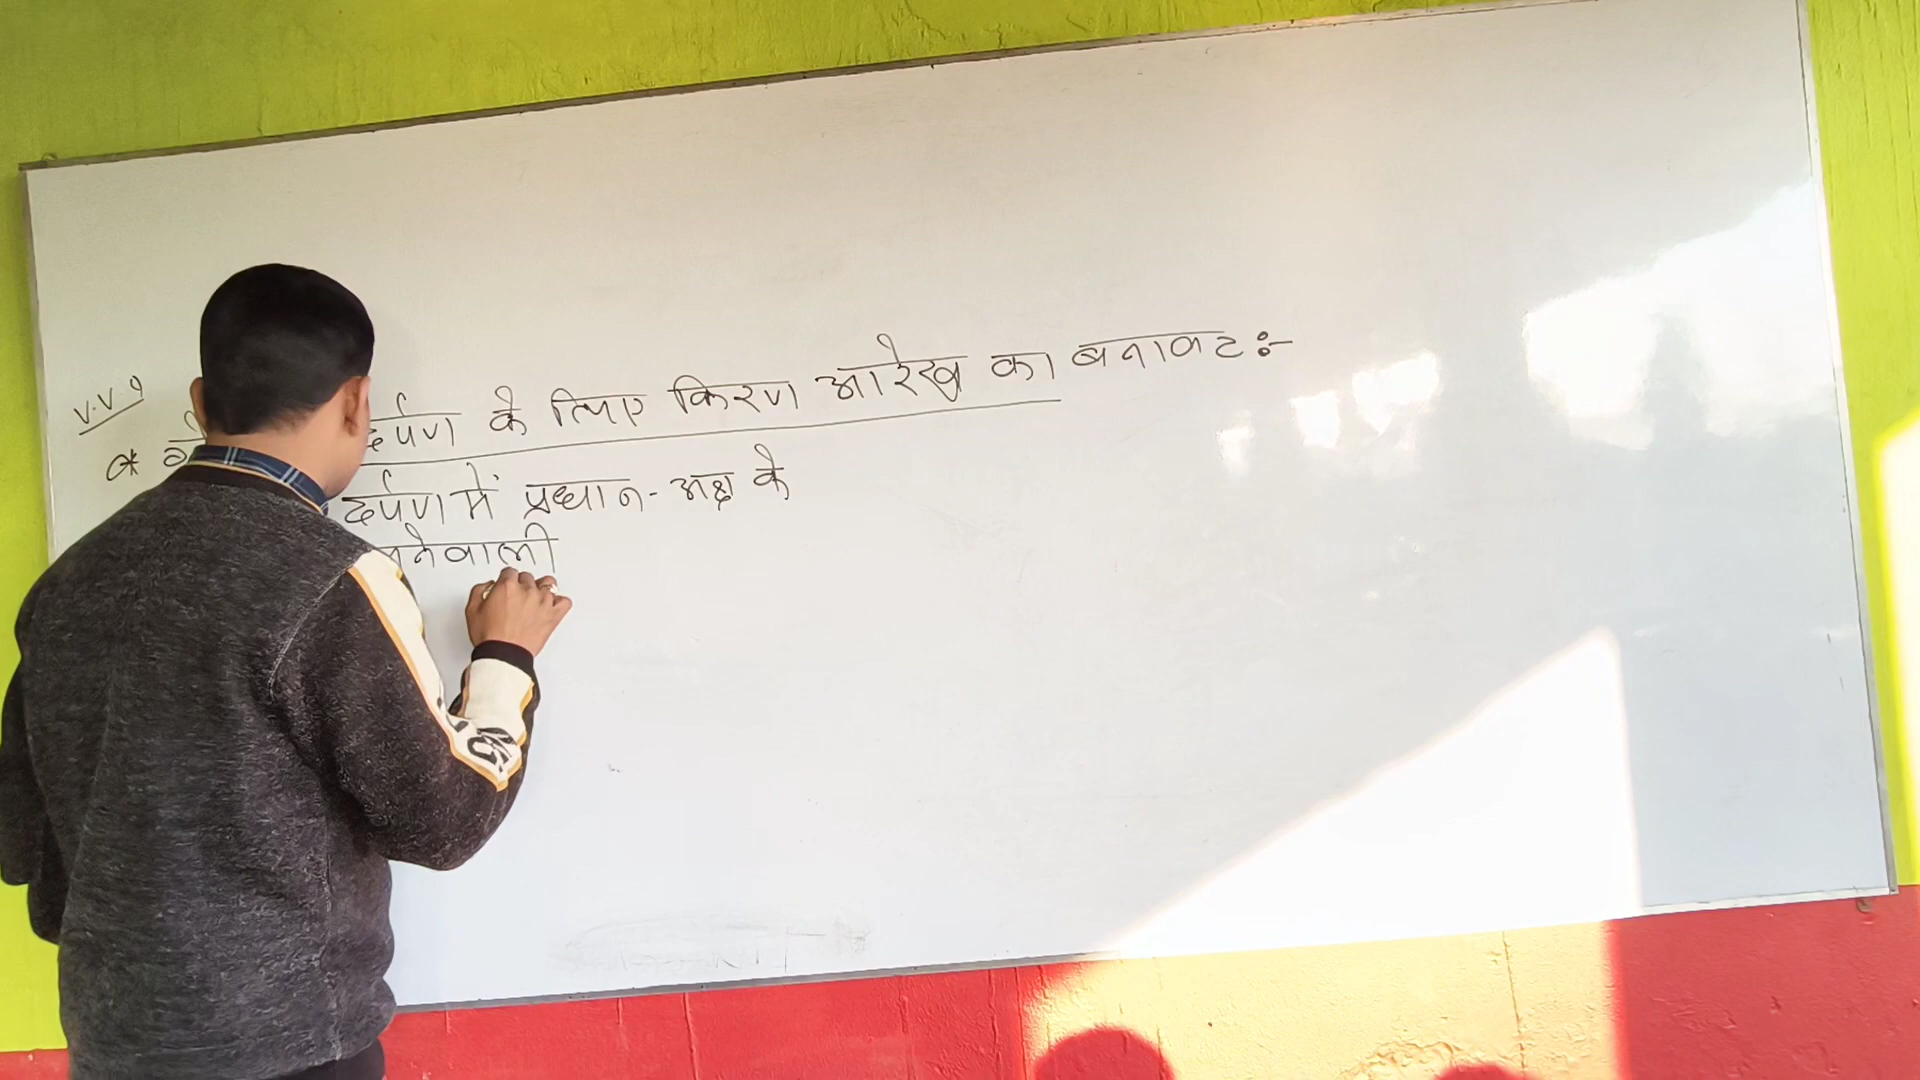 V.V.9
* दर्पण के लिए किरण आरेख का बनावट :-
दर्पण में प्रधान-अक्ष के
नेवाली